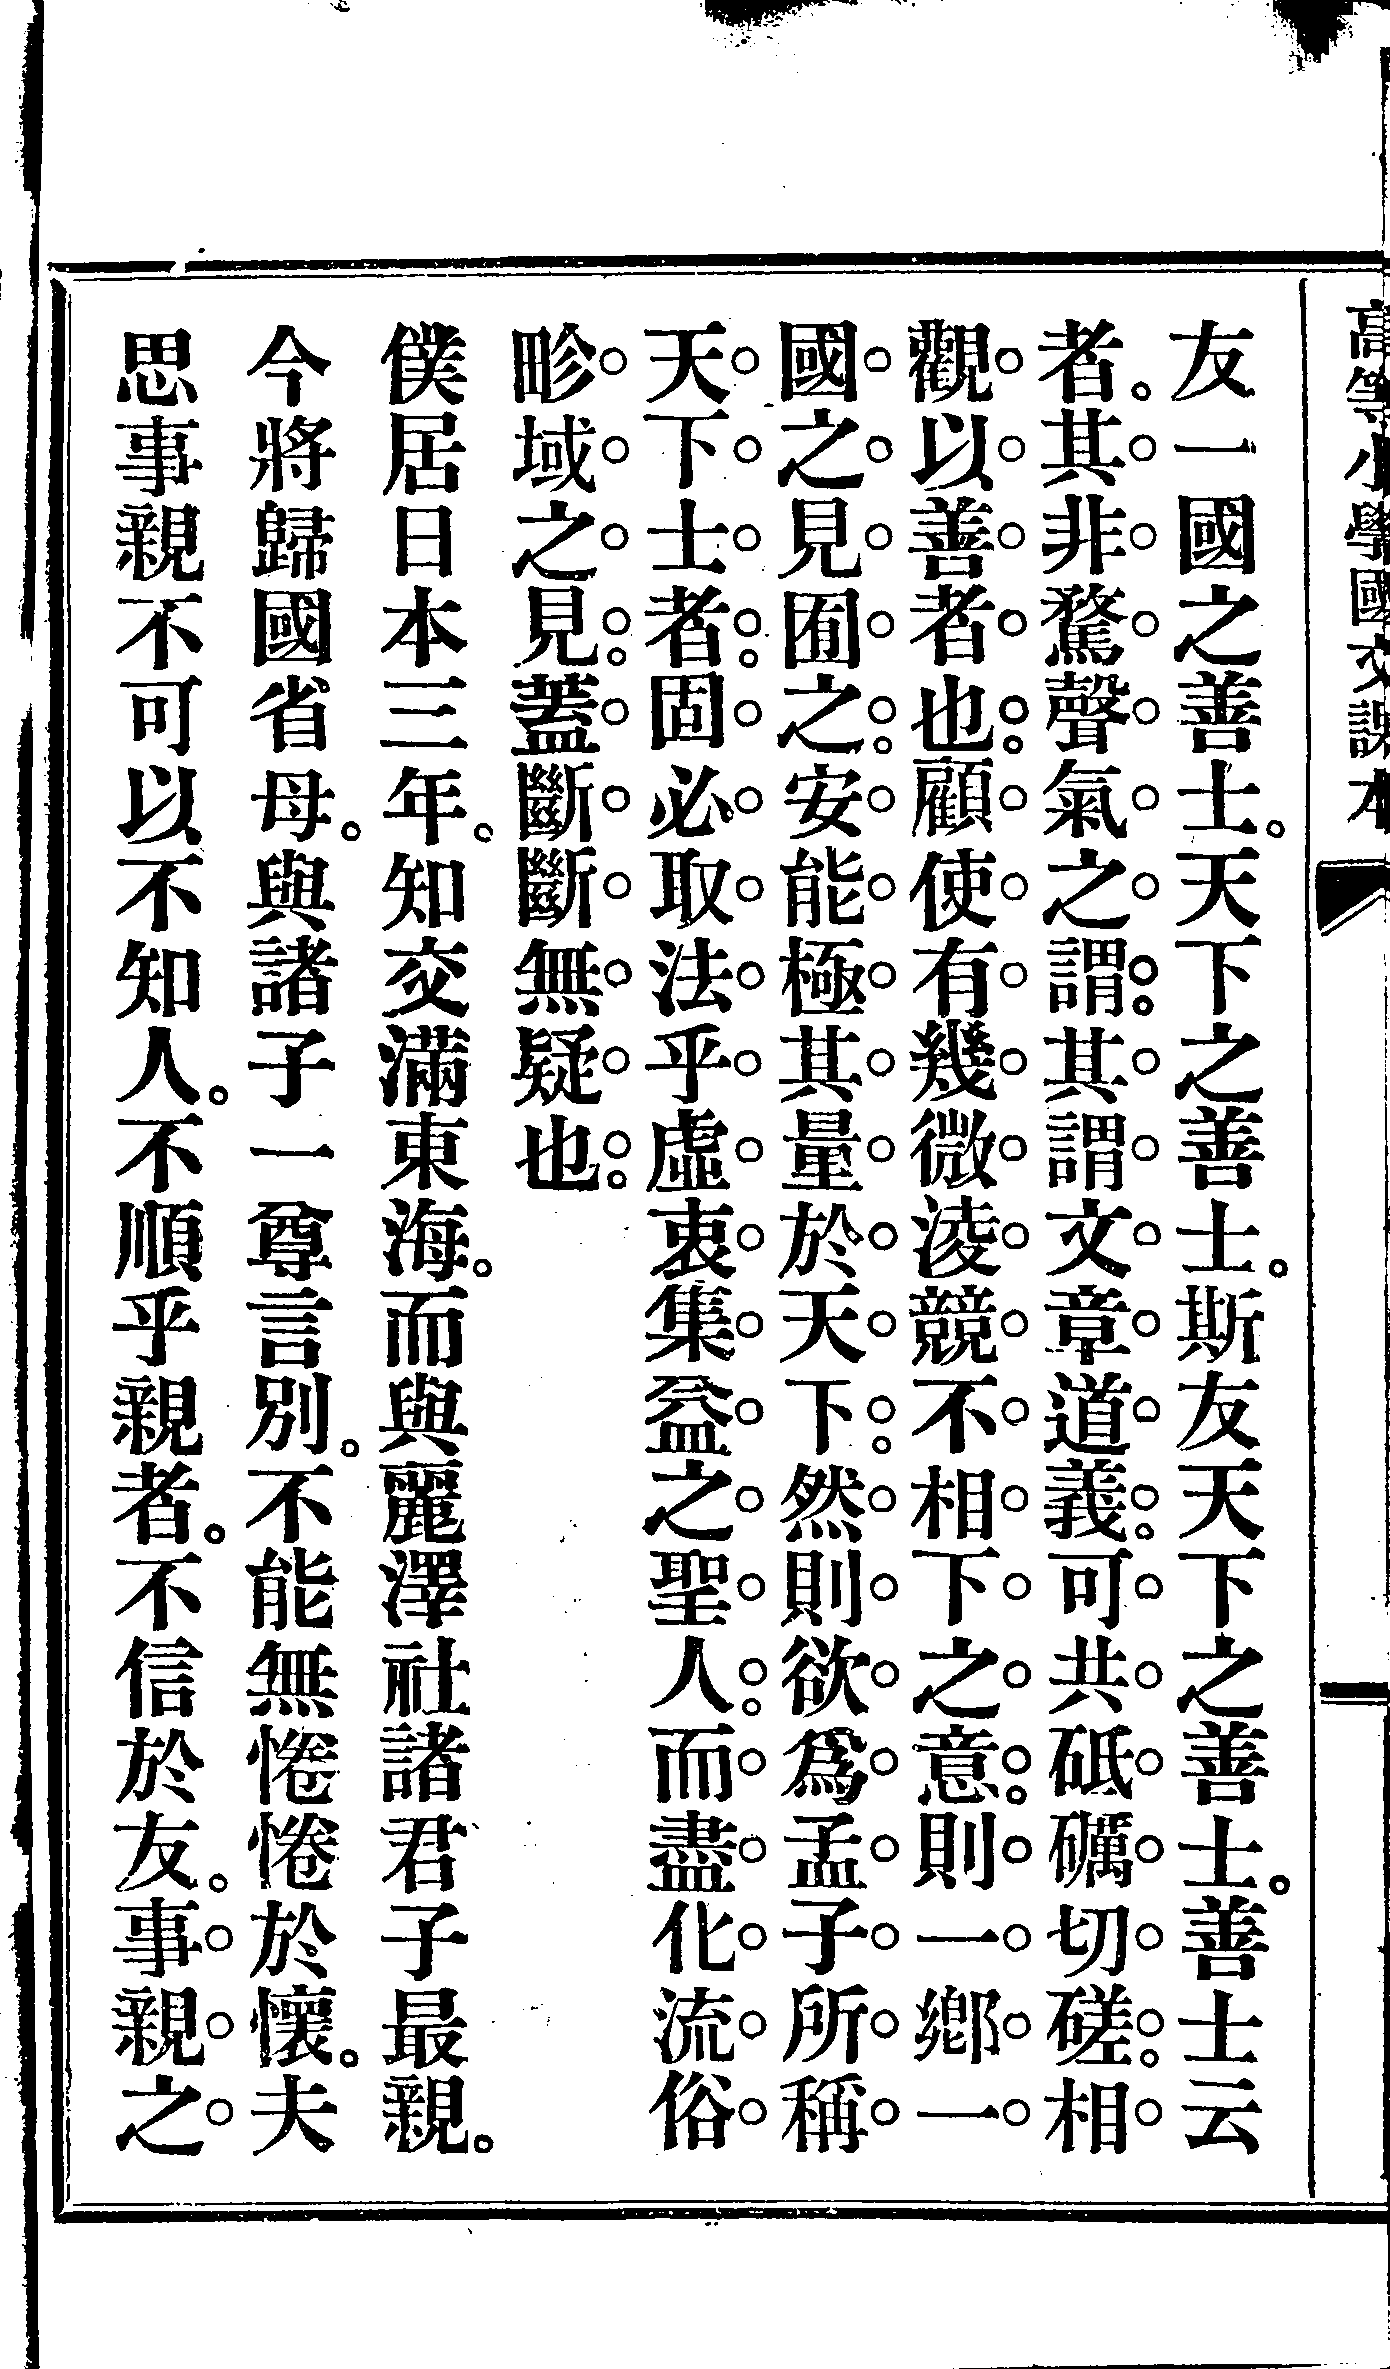 高等小學國文課本
友一國之善士。天下之善士。斯友天下之善士。善士云
者。其非驚聲氣之謂。其謂文章道義。可共砥礪切磋。相
觀以善者也。顧使有幾微淩競不相下之意。則一鄉一
國之見囿之。安能極其量於天下。然則欲爲孟子所稱
天下士者。固必取法乎虛衷集益之聖人。而盡化流俗
畛域之見。蓋斷斷無疑也。
僕居日本三年。知交滿東海。而與麗澤社諸君子最親。
今將歸國省母。與諸子一尊言別。不能無惓惓於懷。夫
思事親不可以不知人。不順乎親者。不信於友。事親之